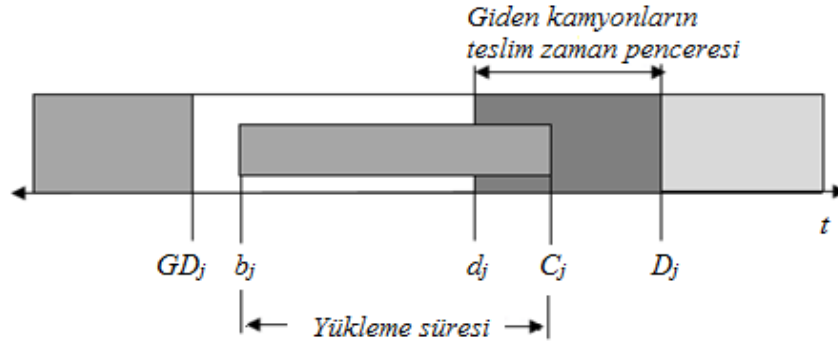 Giden kamyonların
teslim zaman penceresi
t
GDj bj dj Cj Dj
Yükleme süresi